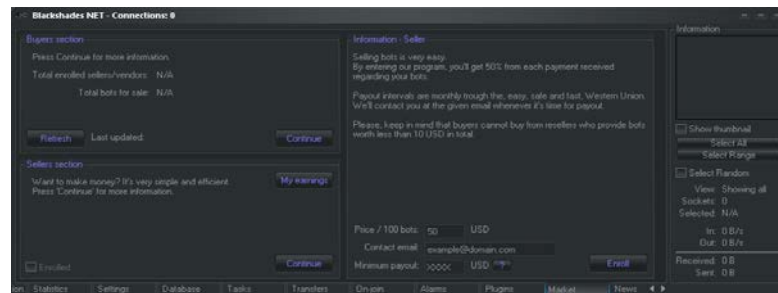 Blackshades NET - Connections: 0
Buyers section
Press Continue for more information.
Total enrolled sellers/vendors: N/A
Total bots for sale: N/A
Refresh
Last updated:
Continue
Sellers section
Want to make money? It's very simple and efficient.
Press 'Continue' for more information.
My earnings
Enrolled
Continue
Information - Seller
Selling bots is very easy.
By entering our program, you'll get 50% from each payment received
regarding your bots.
Payout intervals are monthly trough the, easy, safe and fast, Western Union.
We'll contact you at the given email whenever it's time for payout.
Please, keep in mind that buyers cannot buy from resellers who provide bots
worth less than 10 USD in total.
Price / 100 bots: 50 USD
Contact email: example@domain.com
Minimum payout: xxxx USD
Enroll
Information
Show thumbnail
Select All
Select Range
Select Random
View: Showing all
Sockets: 0
Selected: N/A
In: 0 B/s
Out: 0 B/s
Received: 0 B
Sent: 0 B
on Statistics Settings Database Tasks Transfers On-join Alarms Plugins Market News